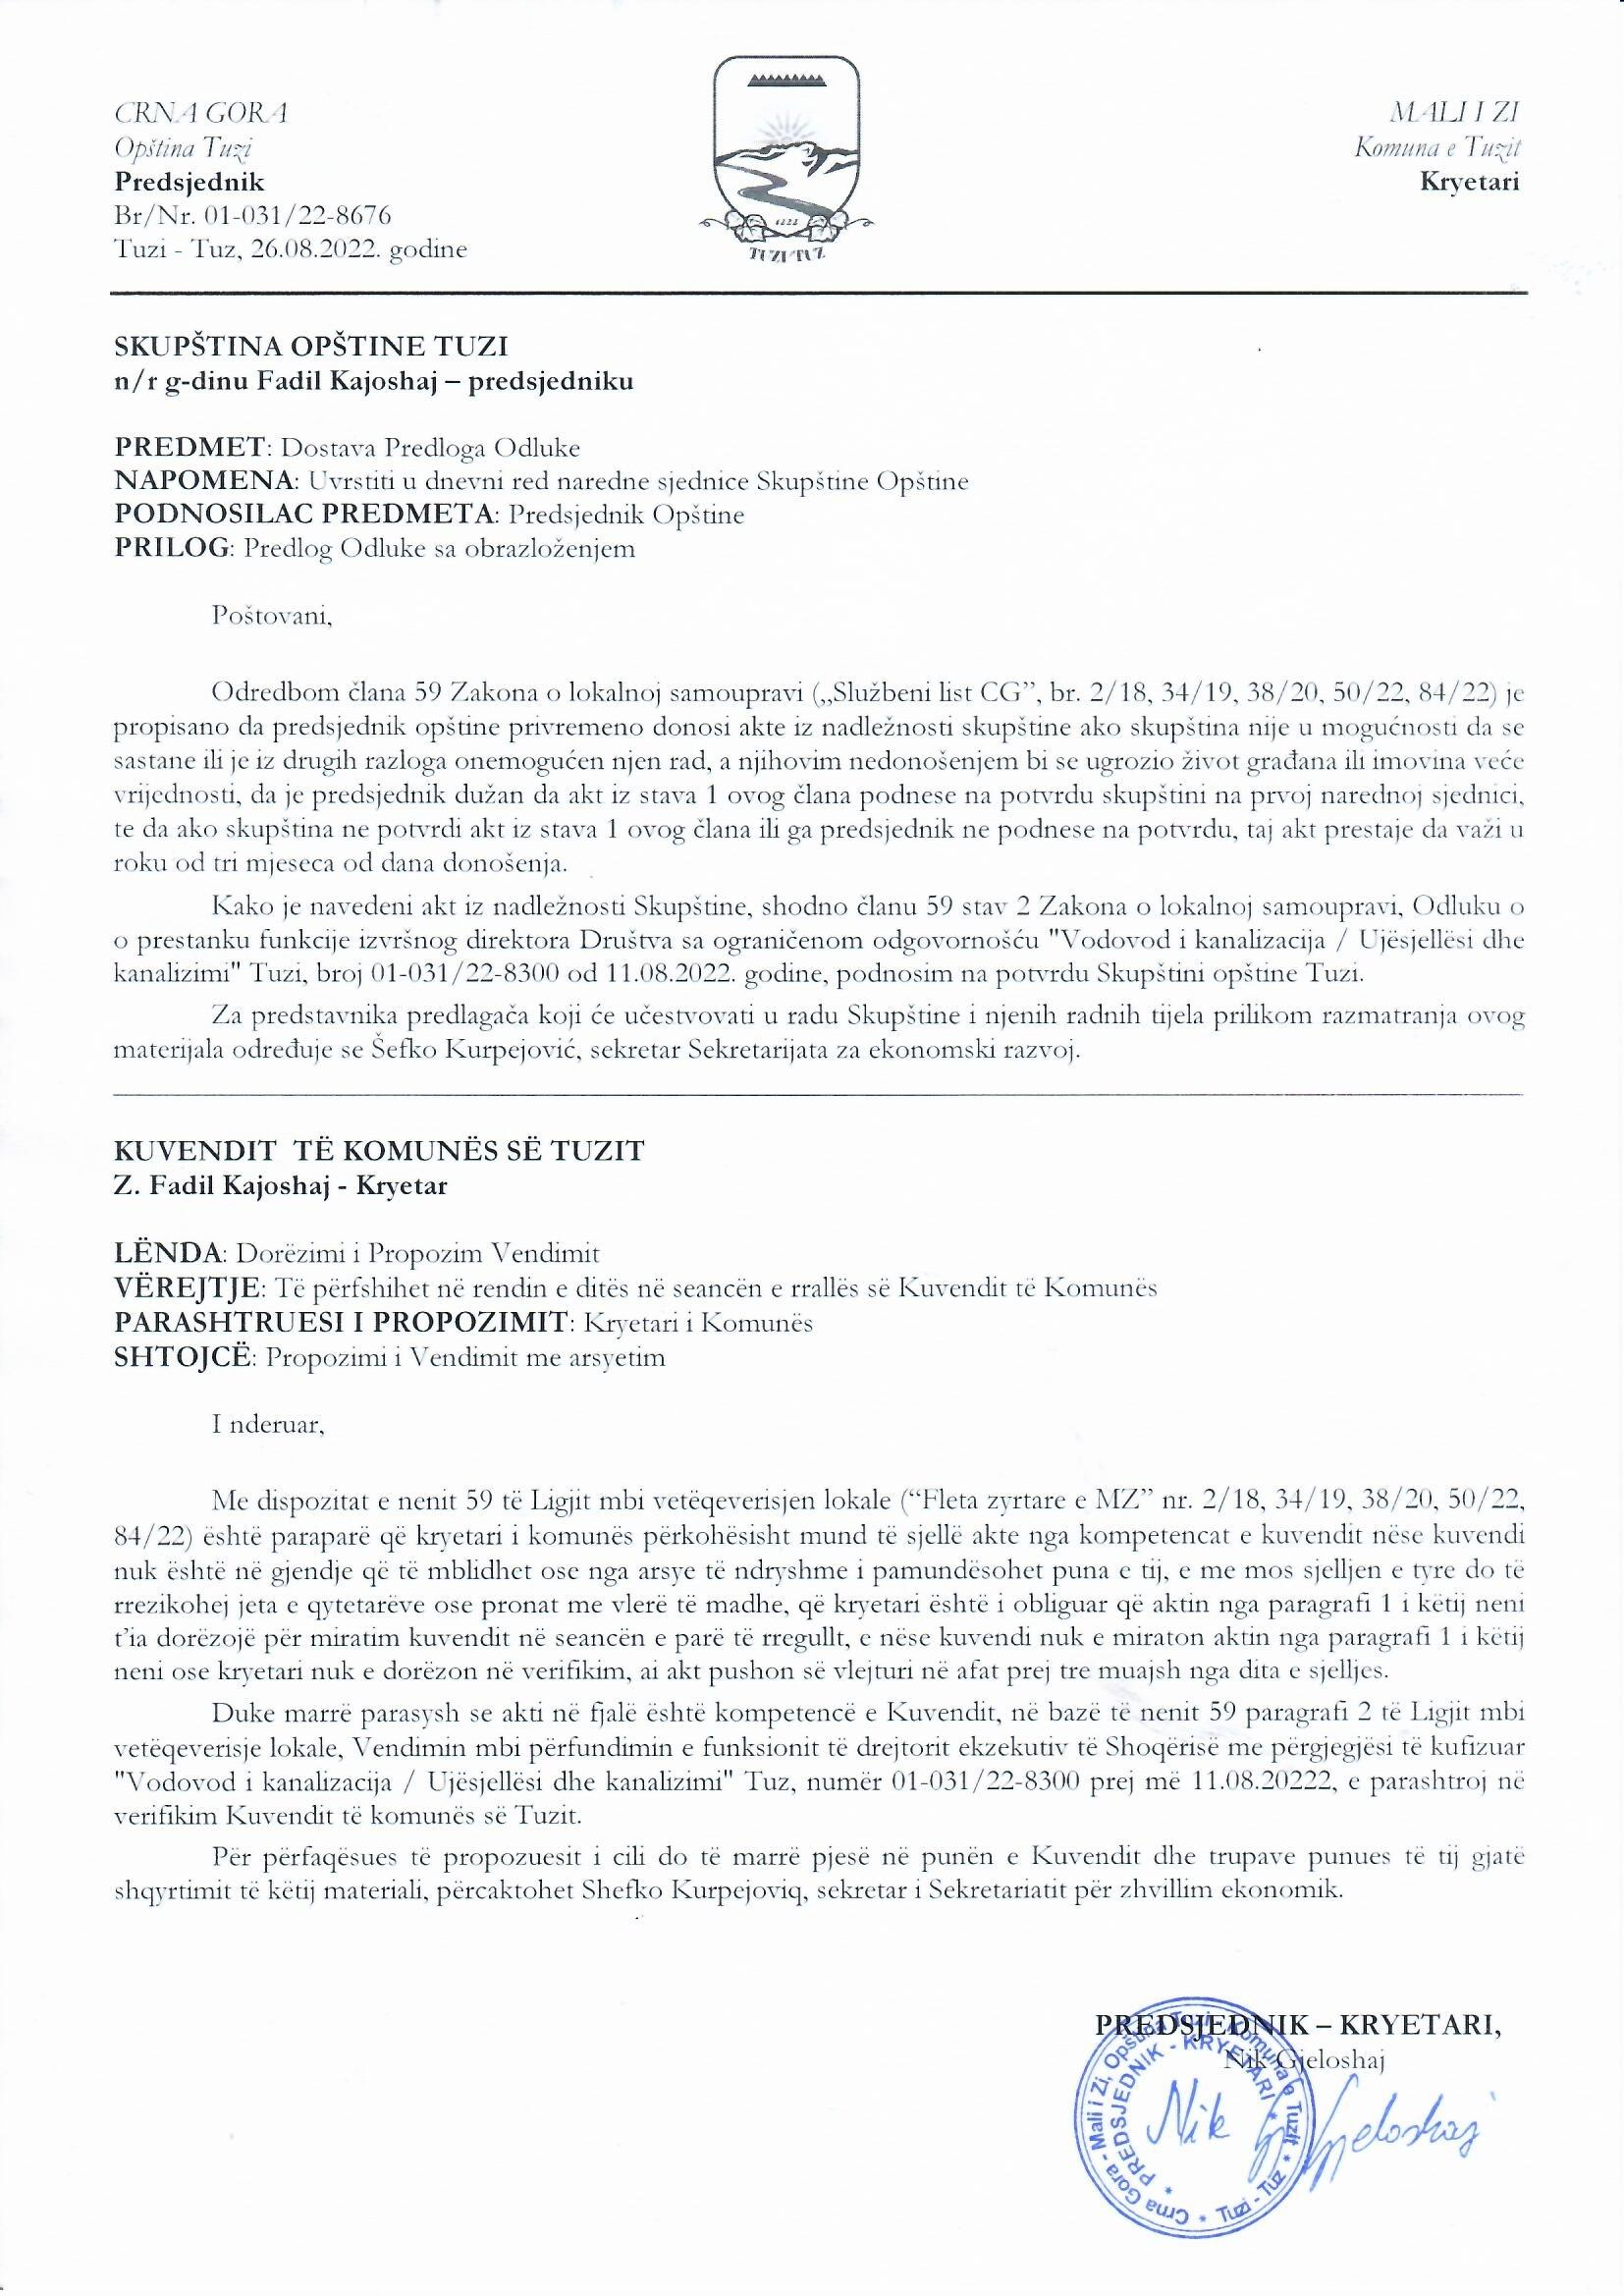 CRNA GORA
Opština Tuzi
Predsjednik
Br/Nr. 01-031/22-8676
Tuzi - Tuz, 26.08.2022. godine
1222
TUZI/TUZ
MALI I ZI
Komuna e Tuzit
Kryetari
SKUPŠTINA OPŠTINE TUZI
n/r g-dinu Fadil Kajoshaj – predsjedniku
PREDMET: Dostava Predloga Odluke
NAPOMENA: Uvrstiti u dnevni red naredne sjednice Skupštine Opštine
PODNOSILAC PREDMETA: Predsjednik Opštine
PRILOG: Predlog Odluke sa obrazloženjem
Poštovani,
Odredbom člana 59 Zakona o lokalnoj samoupravi („Službeni list CG”, br. 2/18, 34/19, 38/20, 50/22, 84/22) je
propisano da predsjednik opštine privremeno donosi akte iz nadležnosti skupštine ako skupština nije u mogućnosti da se
sastane ili je iz drugih razloga onemogućen njen rad, a njihovim nedonošenjem bi se ugrozio život građana ili imovina veće
vrijednosti, da je predsjednik dužan da akt iz stava 1 ovog člana podnese na potvrdu skupštini na prvoj narednoj sjednici,
te da ako skupština ne potvrdi akt iz stava 1 ovog člana ili ga predsjednik ne podnese na potvrdu, taj akt prestaje da važi u
roku od tri mjeseca od dana donošenja.
Kako je navedeni akt iz nadležnosti Skupštine, shodno članu 59 stav 2 Zakona o lokalnoj samoupravi, Odluku o
o prestanku funkcije izvršnog direktora Društva sa ograničenom odgovornošću "Vodovod i kanalizacija / Ujësjellësi dhe
kanalizimi" Tuzi, broj 01-031/22-8300 od 11.08.2022. godine, podnosim na potvrdu Skupštini opštine Tuzi.
Za predstavnika predlagača koji će učestvovati u radu Skupštine i njenih radnih tijela prilikom razmatranja ovog
materijala određuje se Šefko Kurpejović, sekretar Sekretarijata za ekonomski razvoj.
KUVENDIT TË KOMUNËS SË TUZIT
Z. Fadil Kajoshaj - Kryetar
LËNDA: Dorëzimi i Propozim Vendimit
VËREJTJE: Të përfshihet në rendin e ditës në seancën e rrallës së Kuvendit të Komunës
PARASHTRUESI I PROPOZIMIT: Kryetari i Komunës
SHTOJCË: Propozimi i Vendimit me arsyetim
I nderuar,
Me dispozitat e nenit 59 të Ligjit mbi vetëqeverisjen lokale (“Fleta zyrtare e MZ” nr. 2/18, 34/19, 38/20, 50/22,
84/22) është paraparë që kryetari i komunës përkohësisht mund të sjellë akte nga kompetencat e kuvendit nëse kuvendi
nuk është në gjendje që të mblidhet ose nga arsye të ndryshme i pamundësohet puna e tij, e me mos sjelljen e tyre do të
rrezikohej jeta e qytetarëve ose pronat me vlerë të madhe, që kryetari është i obliguar që aktin nga paragrafi 1 i këtij neni
t’ia dorëzojë për miratim kuvendit në seancën e parë të rregullt, e nëse kuvendi nuk e miraton aktin nga paragrafi 1 i këtij
neni ose kryetari nuk e dorëzon në verifikim, ai akt pushon së vlejturi në afat prej tre muajsh nga dita e sjelljes.
Duke marrë parasysh se akti në fjalë është kompetencë e Kuvendit, në bazë të nenit 59 paragrafi 2 të Ligjit mbi
vetëqeverisje lokale, Vendimin mbi përfundimin e funksionit të drejtorit ekzekutiv të Shoqërisë me përgjegjësi të kufizuar
"Vodovod i kanalizacija / Ujësjellësi dhe kanalizimi" Tuz, numër 01-031/22-8300 prej më 11.08.20222, e parashtroj në
verifikim Kuvendit të komunës së Tuzit.
Për përfaqësues të propozuesit i cili do të marrë pjesë në punën e Kuvendit dhe trupave punues të tij gjatë
shqyrtimit të këtij materiali, përcaktohet Shefko Kurpejoviq, sekretar i Sekretariatit për zhvillim ekonomik.
PREDSJEDNIK – KRYETARI,
Nik Gjeloshaj
Crna Gora - Mali i Zi, Opština Tuzi - Komuna e Tuzit * Tuzi - Tuz *
* PREDSJEDNIK - KRYETARI *
Nik Gjeloshaj